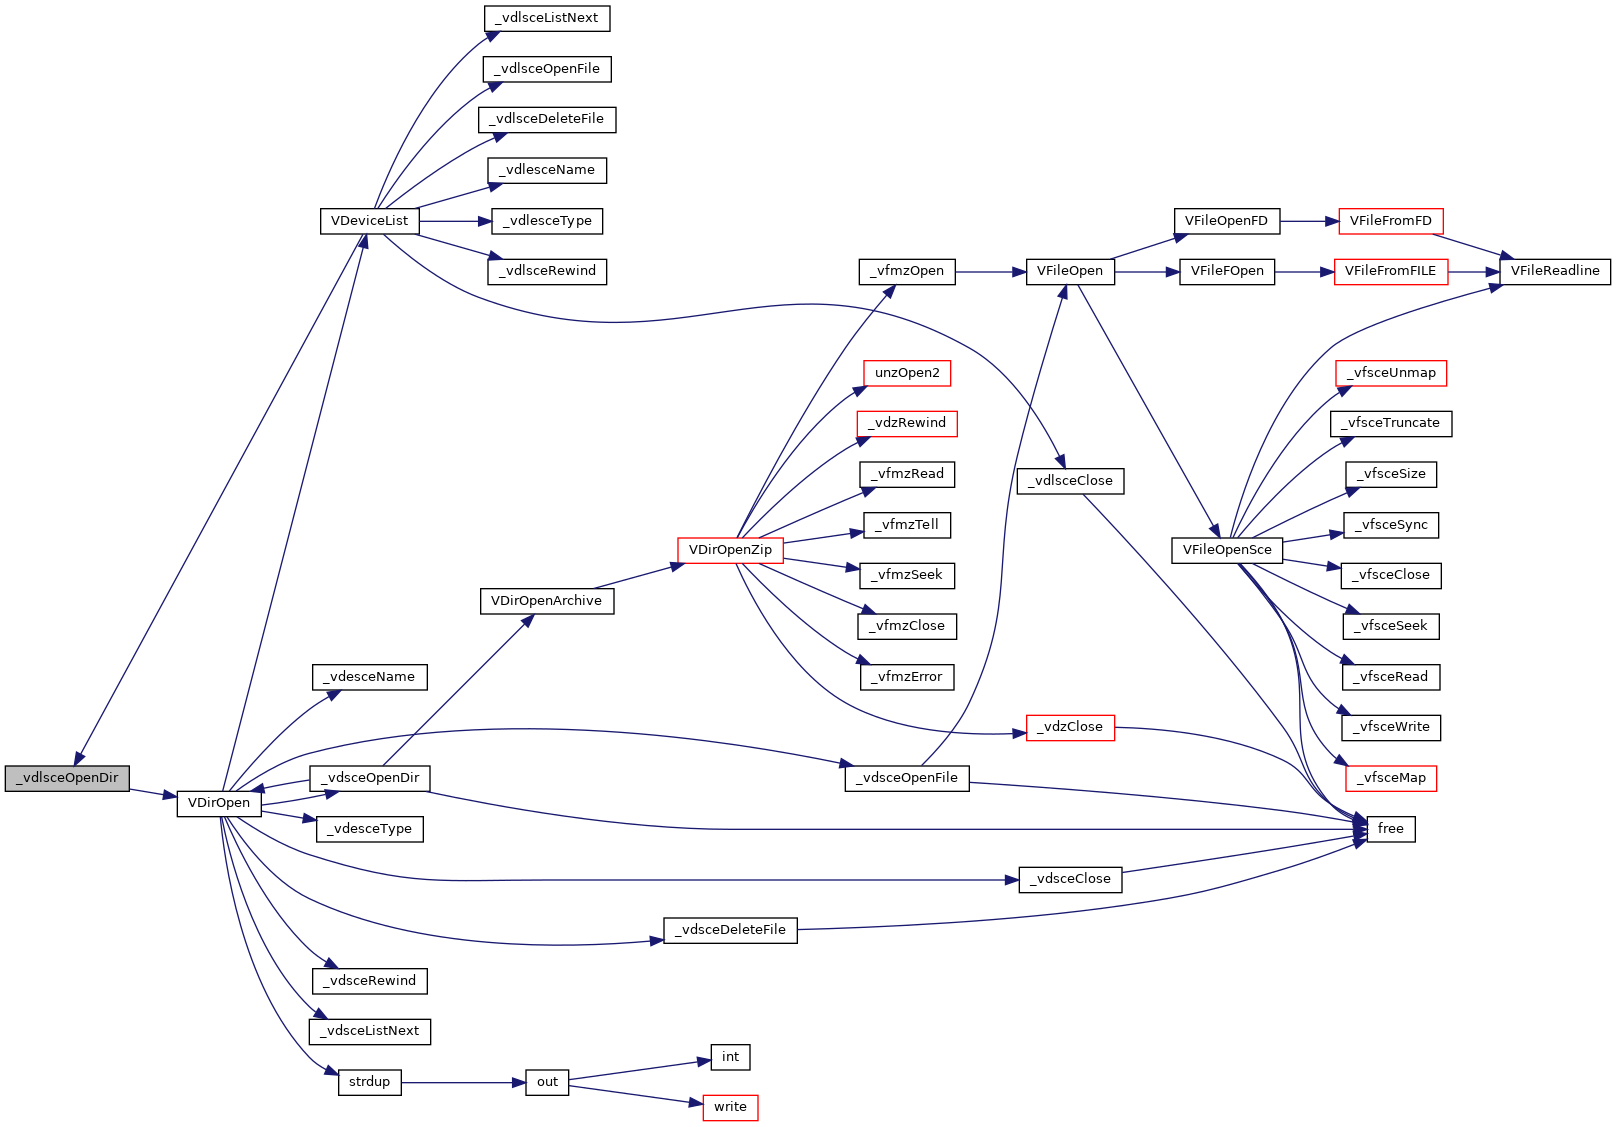 _vdlsceListNext
_vdlsceOpenFile
_vdlsceDeleteFile
_vdlesceName
VDeviceList
_vdlesceType
VFileOpenFD
VFileFromFD
_vdlsceRewind
_vfmzOpen
VFileOpen
VFileFOpen
VFileFromFILE
VFileReadline
unzOpen2
_vfsceUnmap
_vdzRewind
_vfsceTruncate
_vfmzRead
_vdlsceClose
_vfsceSize
_vfmzTell
_vfsceSync
VDirOpenZip
VFileOpenSce
_vfmzSeek
_vfsceClose
VDirOpenArchive
_vfmzClose
_vfsceSeek
_vdesceName
_vfmzError
_vfsceRead
_vdzClose
_vfsceWrite
_vdlsceOpenDir
_vdsceOpenDir
_vdsceOpenFile
_vfsceMap
VDirOpen
_vdesceType
free
_vdsceClose
_vdsceDeleteFile
_vdsceRewind
_vdsceListNext
int
strdup
out
write